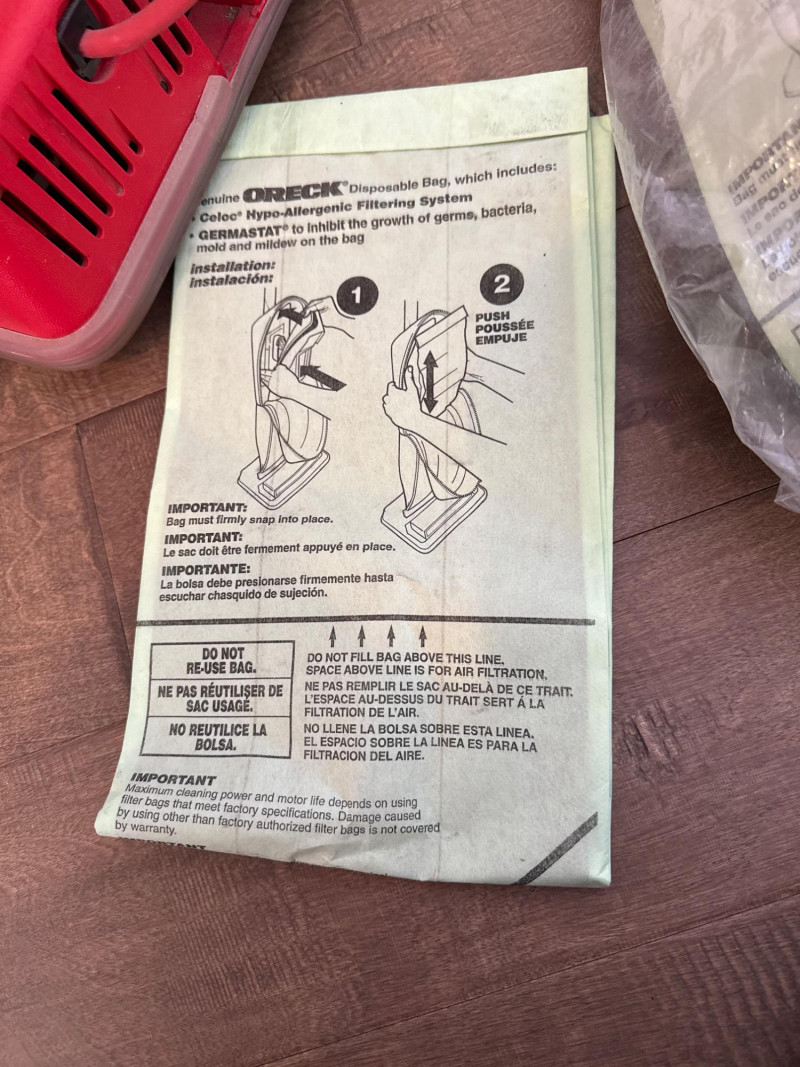 enuine ORECK® Disposable Bag, which includes:
• Celoc® Hypo-Allergenic Filtering System
• GERMASTAT® to inhibit the growth of germs, bacteria,
mold and mildew on the bag
installation:
instalación:
1
2
PUSH
POUSSÉE
EMPUJE
IMPORTANT:
Bag must firmly snap into place.
IMPORTANT:
Le sac doit être fermement appuyé en place.
IMPORTANTE:
La bolsa debe presionarse firmemente hasta
escuchar chasquido de sujeción.
DO NOT
RE-USE BAG.
NE PAS RÉUTILISER DE
SAC USAGÉ.
NO REUTILICE LA
BOLSA.
DO NOT FILL BAG ABOVE THIS LINE.
SPACE ABOVE LINE IS FOR AIR FILTRATION.
NE PAS REMPLIR LE SAC AU-DELÀ DE CE TRAIT.
L'ESPACE AU-DESSUS DU TRAIT SERT Á LA
FILTRATION DE L'AIR.
NO LLENE LA BOLSA SOBRE ESTA LINEA.
EL ESPACIO SOBRE LA LINEA ES PARA LA
FILTRACION DEL AIRE.
IMPORTANT
Maximum cleaning power and motor life depends on using
filter bags that meet factory specifications. Damage caused
by using other than factory authorized filter bags is not covered
by warranty.
IMPORTANT
IMPORTAN
Bag must
IMPO
Le sac do